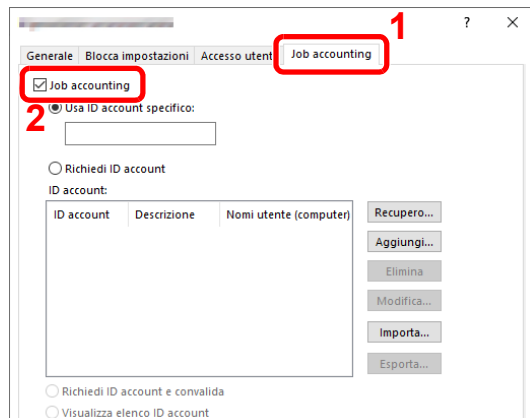 ? ×
1
Generale Blocca impostazioni Accesso utent Job accounting
Job accounting
2
Usa ID account specifico:
Richiedi ID account
ID account:
ID account Descrizione Nomi utente (computer)
Recupero...
Aggiungi...
Elimina
Modifica...
Importa...
Esporta...
Richiedi ID account e convalida
Visualizza elenco ID account